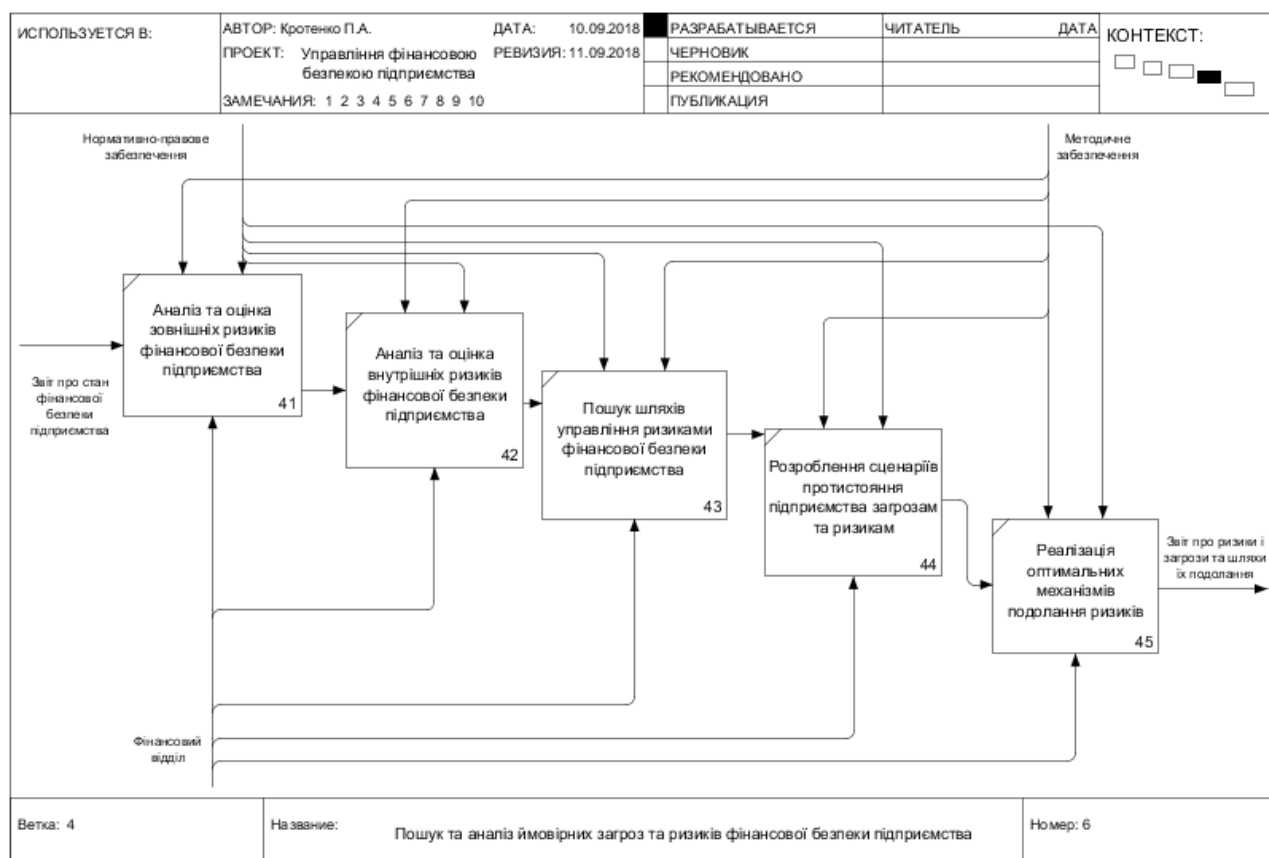 ИСПОЛЬЗУЕТСЯ В:
АВТОР: Кротенко П.А.
ДАТА: 10.09.2018
ПРОЕКТ: Управління фінансовою
безпекою підприємства
РЕВИЗИЯ: 11.09.2018
ЗАМЕЧАНИЯ: 1 2 3 4 5 6 7 8 9 10
РАЗРАБАТЫВАЕТСЯ
ЧЕРНОВИК
РЕКОМЕНДОВАНО
ПУБЛИКАЦИЯ
ЧИТАТЕЛЬ
ДАТА
КОНТЕКСТ:
Нормативно-правове
забезпечення
Методичне
забезпечення
Звіт про стан
фінансової
безпеки
підприємства
Аналіз та оцінка
зовнішніх ризиків
фінансової безпеки
підприємства
41
Аналіз та оцінка
внутрішніх ризиків
фінансової безпеки
підприємства
42
Пошук шляхів
управління ризиками
фінансової безпеки
підприємства
43
Розроблення сценаріїв
протистояння
підприємства загрозам
та ризикам
44
Реалізація
оптимальних
механізмів
подолання ризиків
45
Звіт про ризики і
загрози та шляхи
їх подолання
Фінансовий
відділ
Ветка: 4
Название:
Пошук та аналіз ймовірних загроз та ризиків фінансової безпеки підприємства
Номер: 6